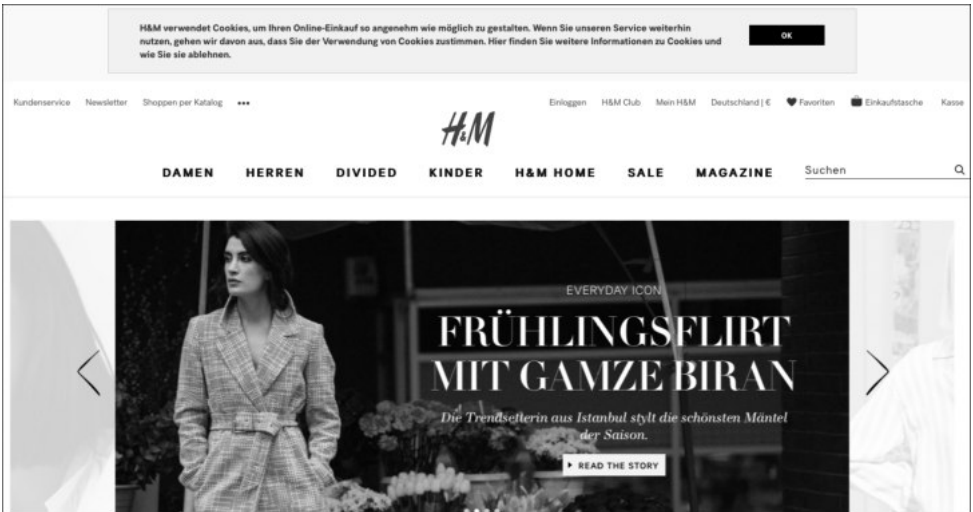 H&M verwendet Cookies, um Ihren Online-Einkauf so angenehm wie möglich zu gestalten. Wenn Sie unseren Service weiterhin
nutzen, gehen wir davon aus, dass Sie der Verwendung von Cookies zustimmen. Hier finden Sie weitere Informationen zu Cookies und
wie Sie sie ablehnen.
OK
Kundenservice Newsletter Shoppen per Katalog •••
Einloggen H&M Club Mein H&M Deutschland | € Favoriten Einkaufstasche Kasse
H&M
DAMEN HERREN DIVIDED KINDER H&M HOME SALE MAGAZINE Suchen
EVERYDAY ICON
FRÜHLINGSFLIRT
MIT GAMZE BIRAN
Die Trendsetterin aus Istanbul stylt die schönsten Mäntel
der Saison.
READ THE STORY